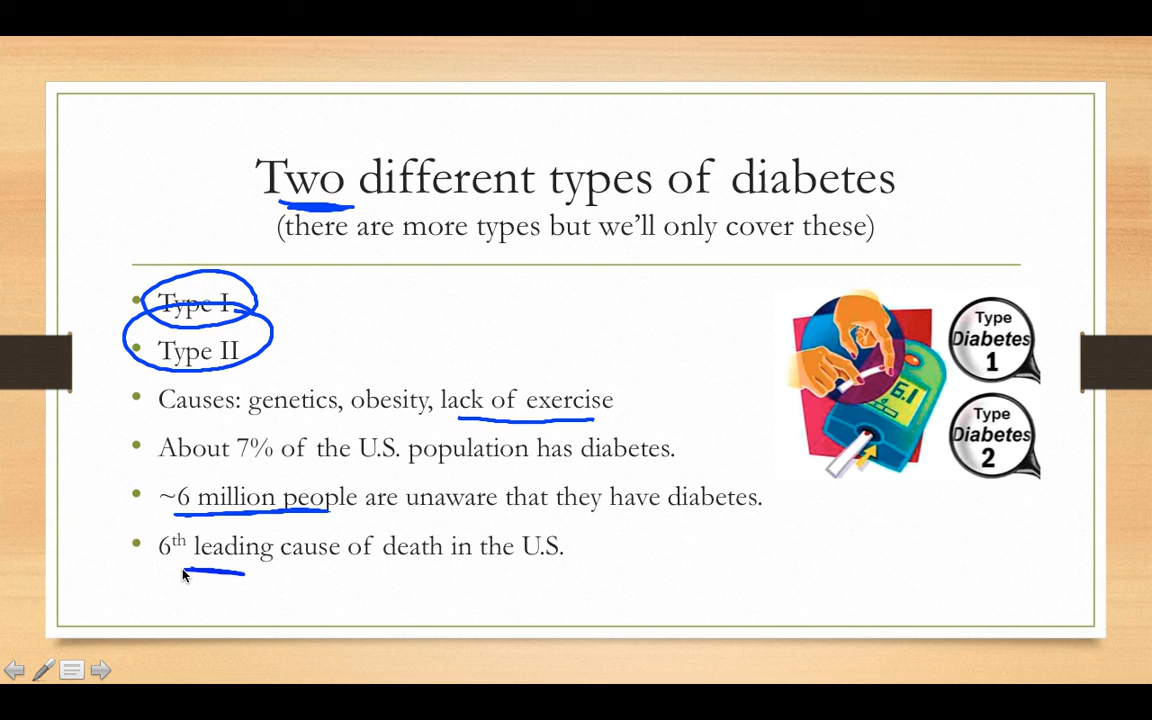 Two different types of diabetes
(there are more types but we'll only cover these)
• Type I
• Type II
• Causes: genetics, obesity, lack of exercise
• About 7% of the U.S. population has diabetes.
• ~6 million people are unaware that they have diabetes.
• 6th leading cause of death in the U.S.
6.1
Type
Diabetes
1
Type
Diabetes
2